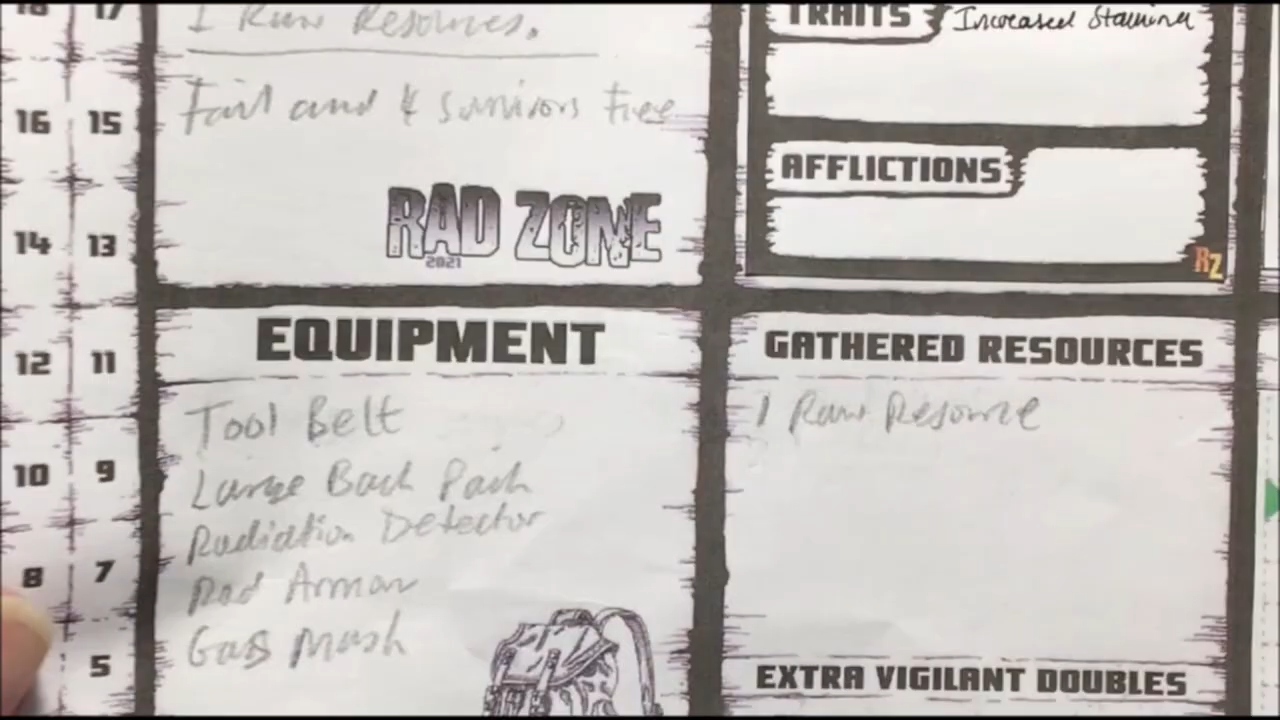 18 17
1 Raw Resources.
TRAITS
Increased Stamina
Find and 4 survivors free
16 15
AFFLICTIONS
RAD ZONE
2021
14 13
RZ
EQUIPMENT
GATHERED RESOURCES
12 11
Tool Belt
1 Raw Resource
Large Back Pack
10 9
Radiation Detector
Rad Armor
8 7
Gas Mask
5
EXTRA VIGILANT DOUBLES